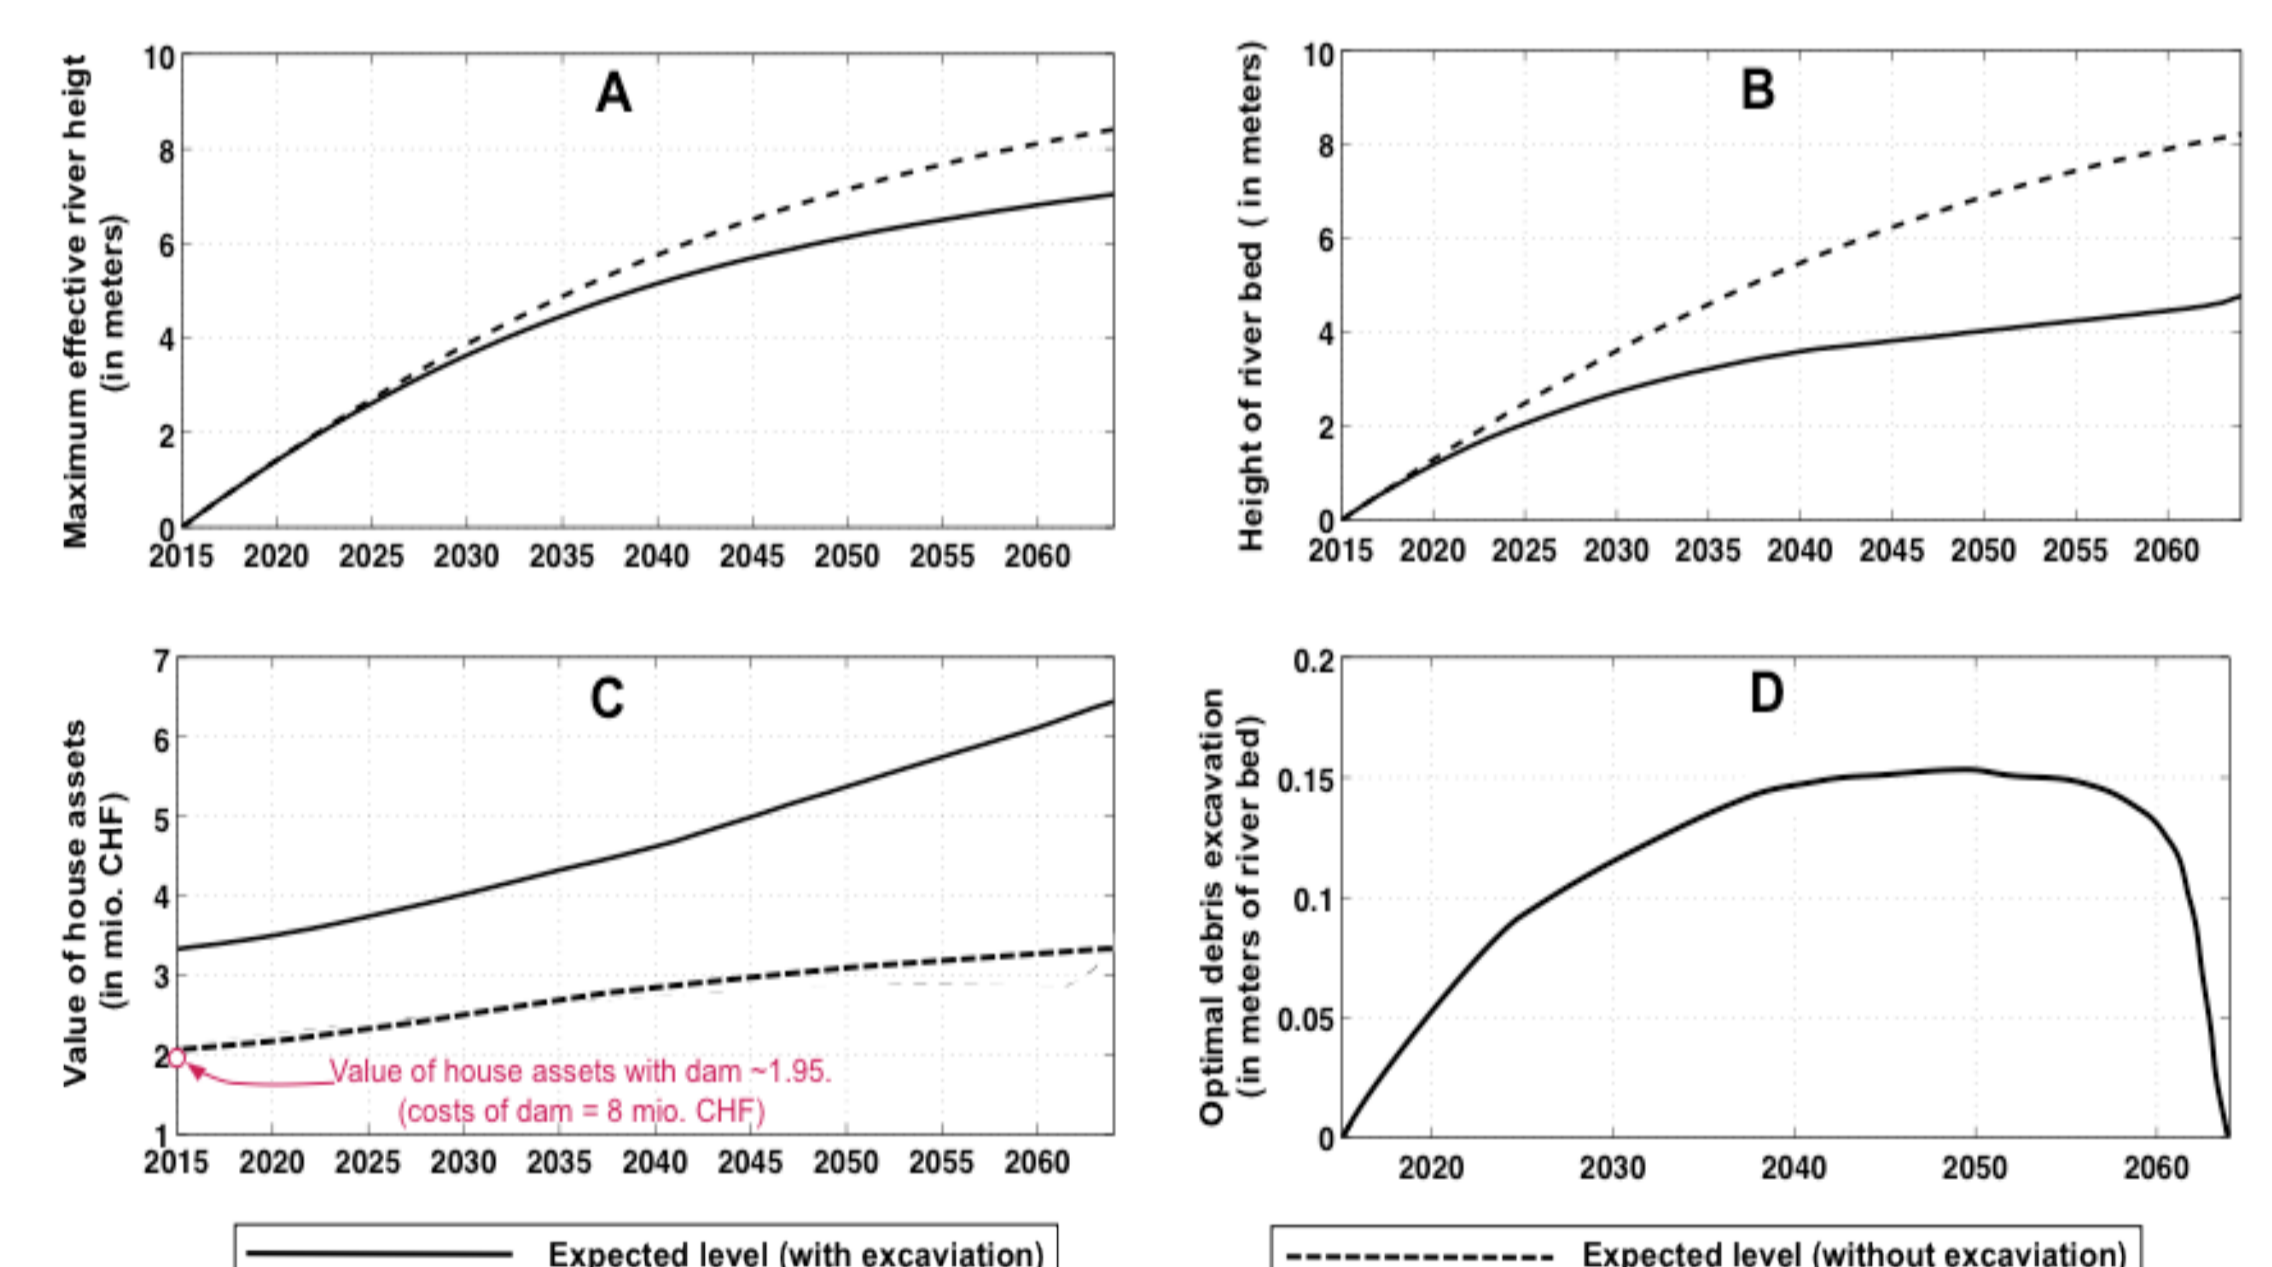 A
Maximum effective river heigt
(in meters)
10
8
6
4
2
0
2015 2020 2025 2030 2035 2040 2045 2050 2055 2060
B
Height of river bed ( in meters)
10
8
6
4
2
0
2015 2020 2025 2030 2035 2040 2045 2050 2055 2060
C
Value of house assets
(in mio. CHF)
7
6
5
4
3
2
1
Value of house assets with dam ~1.95.
(costs of dam = 8 mio. CHF)
2015 2020 2025 2030 2035 2040 2045 2050 2055 2060
D
Optimal debris excavation
(in meters of river bed)
0.2
0.15
0.1
0.05
0
2020 2030 2040 2050 2060
Expected level (with excaviation)
Expected level (without excaviation)